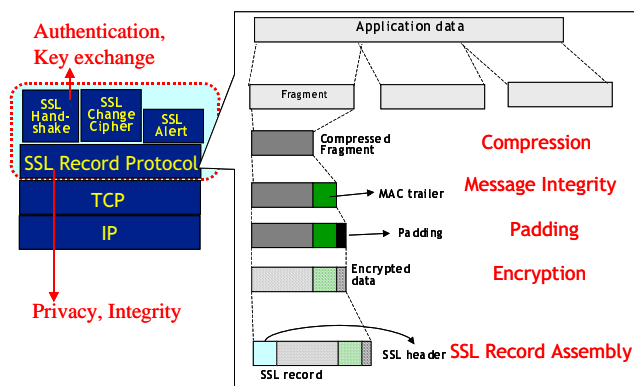 Authentication,
Key exchange
SSL
Hand-
shake
SSL
Change
Cipher
SSL
Alert
SSL Record Protocol
TCP
IP
Privacy, Integrity
Application data
Fragment
Compressed
Fragment
Compression
MAC trailer
Message Integrity
Padding
Padding
Encrypted
data
Encryption
SSL header
SSL Record Assembly
SSL record